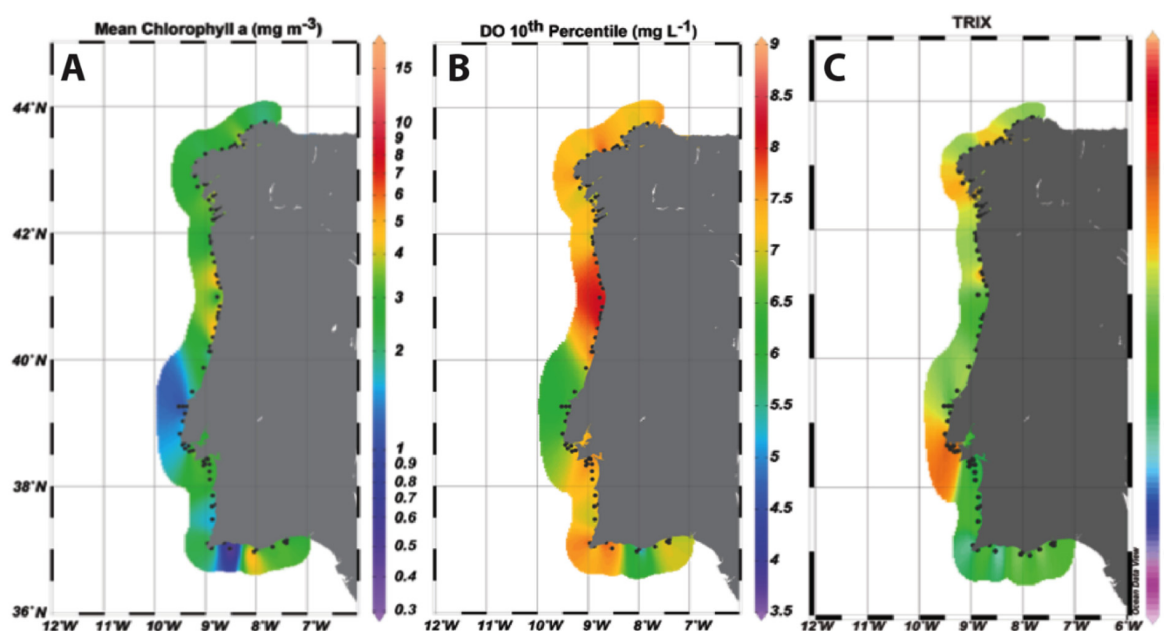 Mean Chlorophyll a (mg m-3)
DO 10th Percentile (mg L-1)
TRIX
A
B
C
44˚N
42˚N
40˚N
38˚N
36˚N
12˚W 11˚W 10˚W 9˚W 8˚W 7˚W
15
10
9
8
7
6
5
4
3
2
1
0.9
0.8
0.7
0.6
0.5
0.4
0.3
12˚W 11˚W 10˚W 9˚W 8˚W 7˚W
9
8.5
8
7.5
7
6.5
6
5.5
5
4.5
4
3.5
12˚W 11˚W 10˚W 9˚W 8˚W 7˚W 6˚W
Ocean Data View